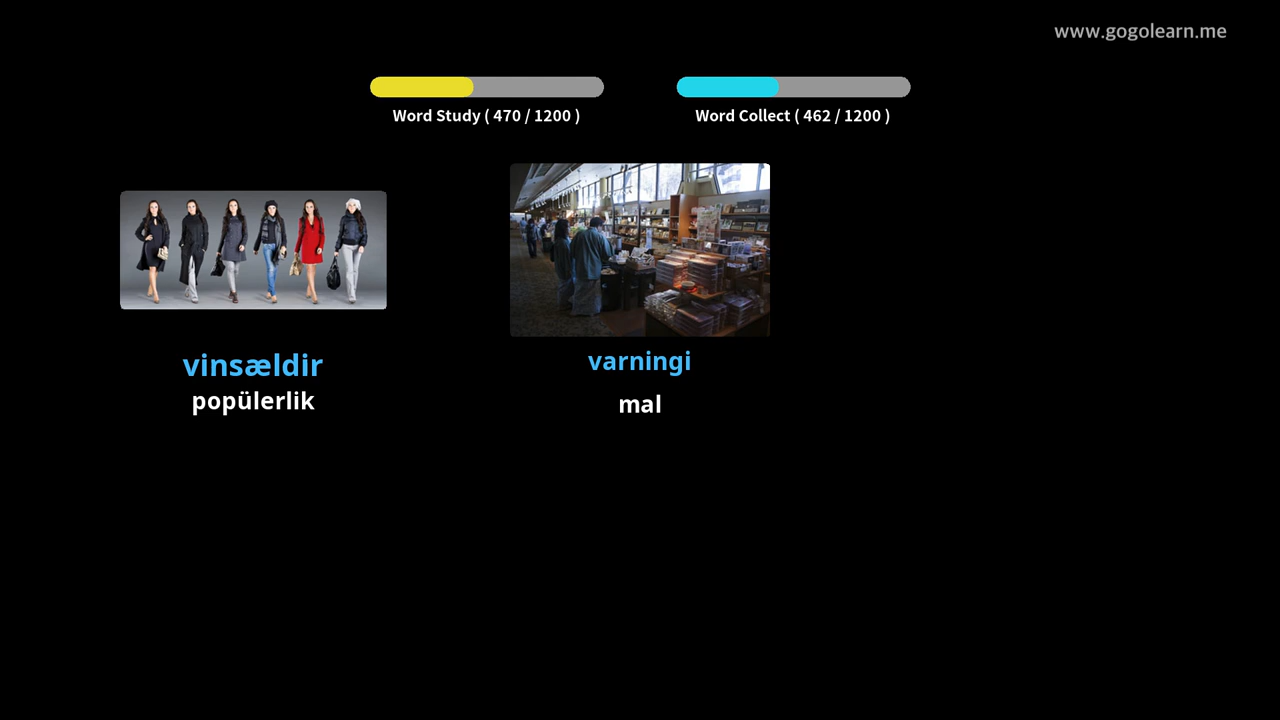 www.gogolearn.me
Word Study ( 470 / 1200 )
Word Collect ( 462 / 1200 )
vinsældir
popülerlik
varningi
mal